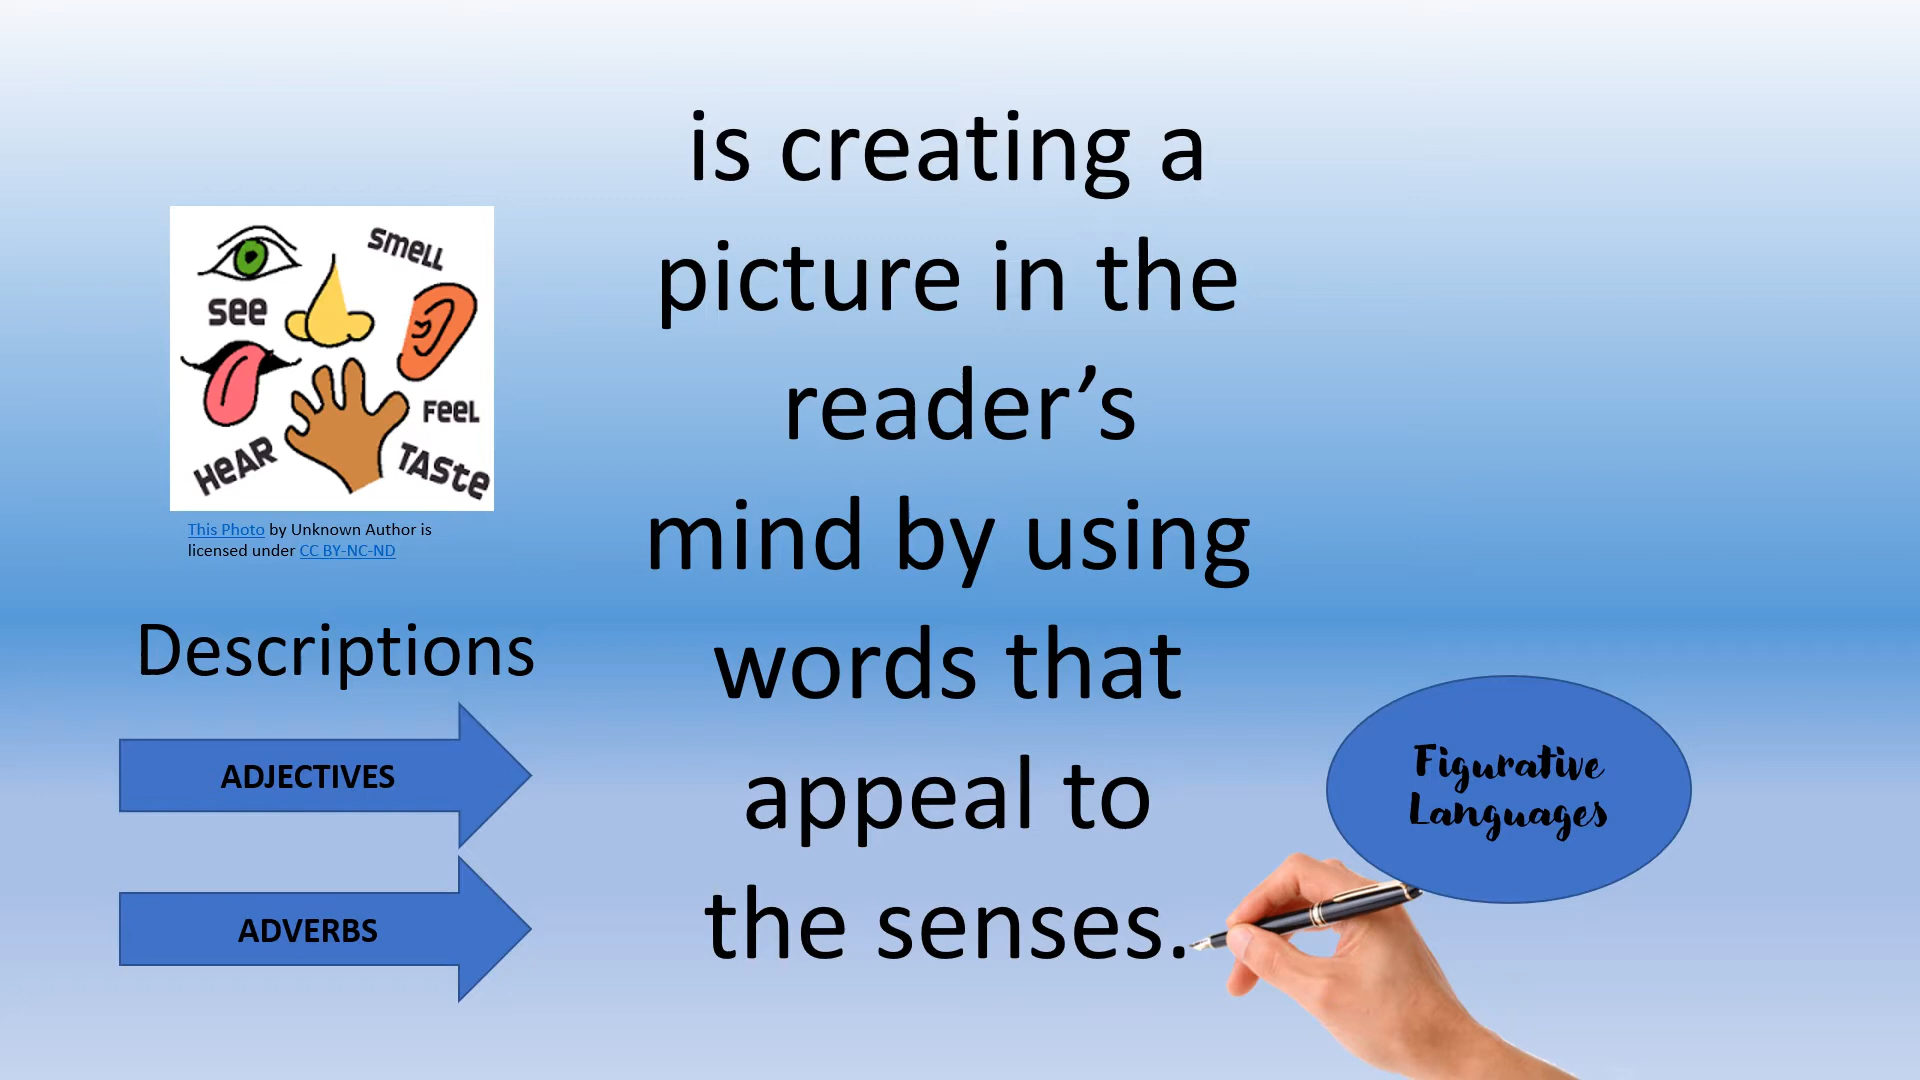 is creating a
picture in the
reader’s
mind by using
words that
appeal to
the senses.
smell
see
Feel
HeAR
TASte
This Photo by Unknown Author is
licensed under CC BY-NC-ND
Descriptions
ADJECTIVES
ADVERBS
Figurative
Languages